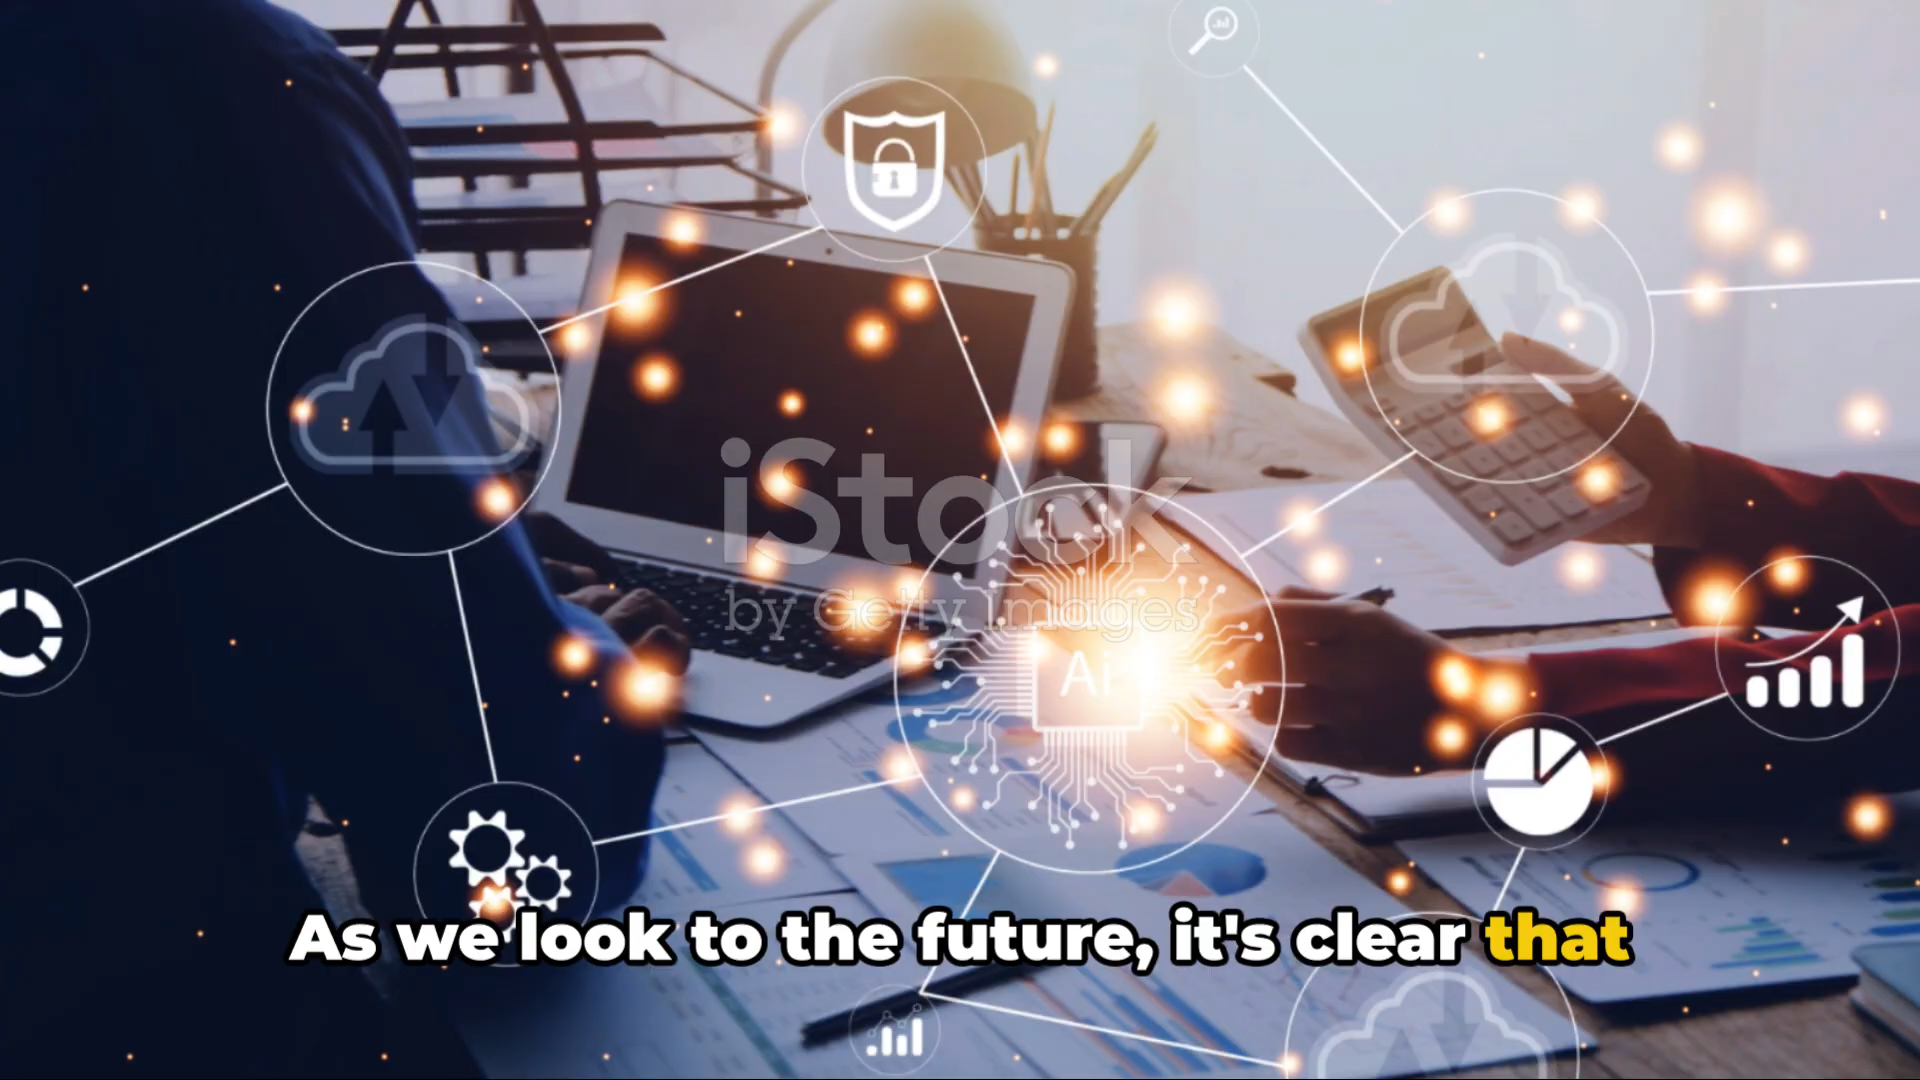 iStock
by Getty Images
Ai
As we look to the future, it's clear that